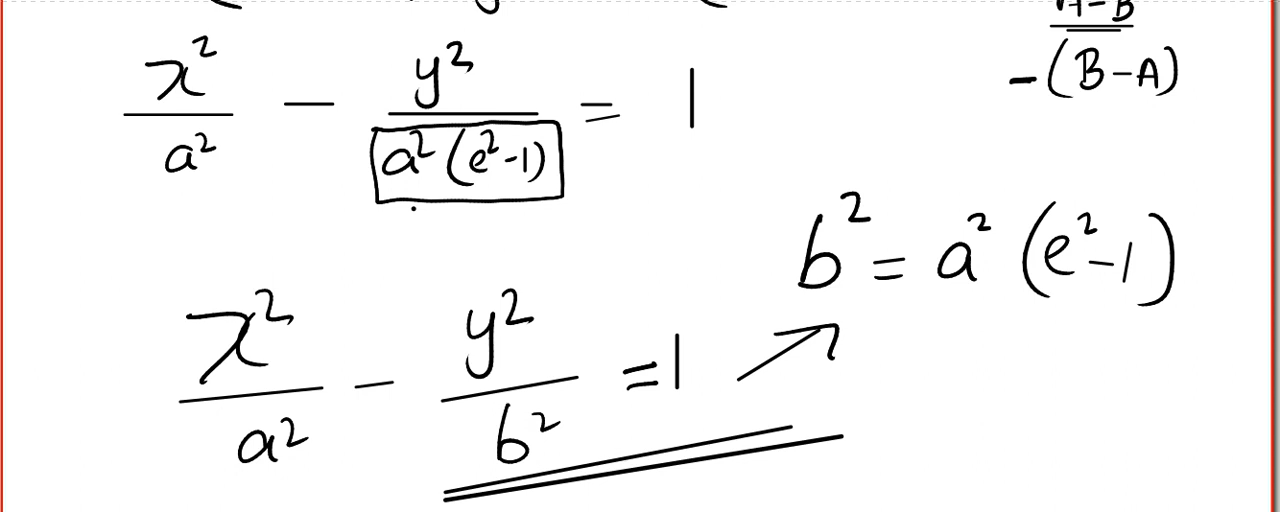 A-B
-(B-A)
x²/a² - y²/a²(e²-1) = 1
b² = a² (e²-1)
x²/a² - y²/b² = 1